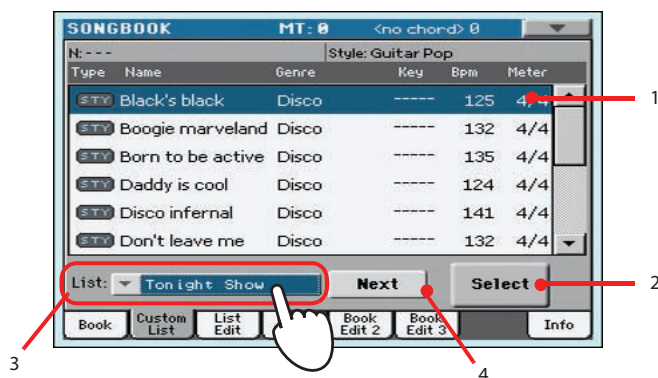 SONGBOOK MT: 0 <no chord> 0
N: --- Style: Guitar Pop
Type Name Genre Key Bpm Meter
STY Black's black Disco ----- 125 4/4
STY Boogie marveland Disco ----- 132 4/4
STY Born to be active Disco ----- 135 4/4
STY Daddy is cool Disco ----- 124 4/4
STY Disco infernal Disco ----- 141 4/4
STY Don't leave me Disco ----- 132 4/4
List: Tonight Show Next Select
Book Custom List List Edit Book Edit 2 Book Edit 3 Info
1
2
3
4